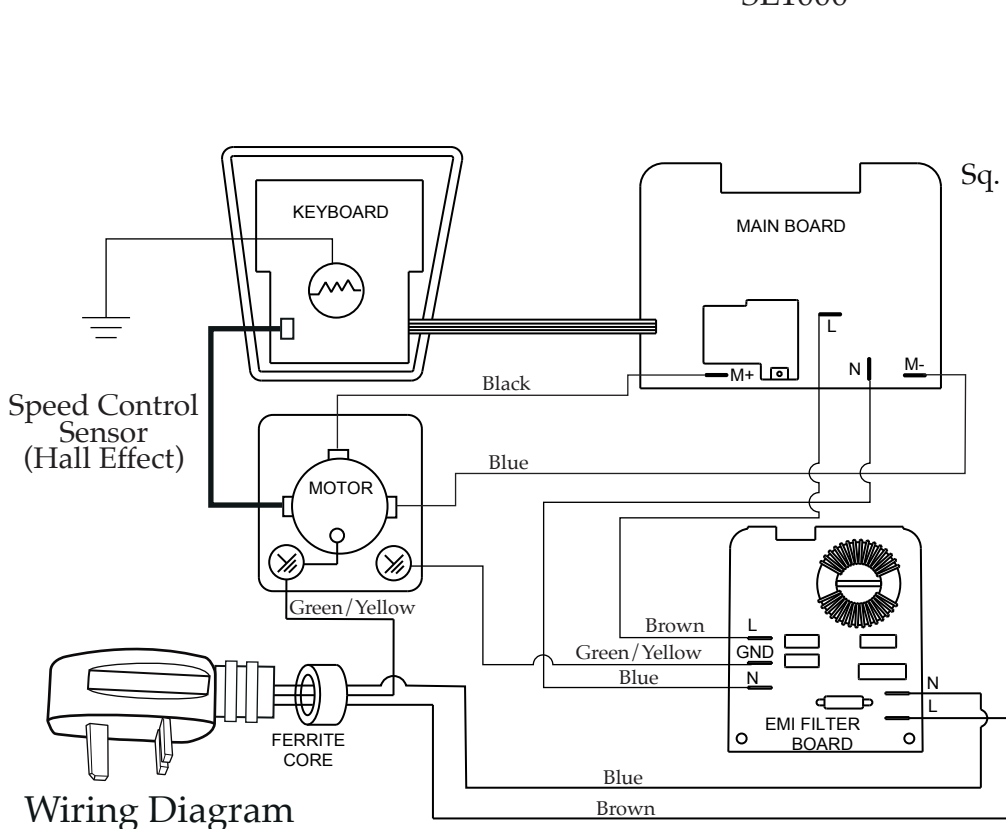 KEYBOARD
MAIN BOARD
Sq.
L
M+
N
M-
Black
Speed Control
Sensor
(Hall Effect)
Blue
MOTOR
Green/Yellow
Brown
L
Green/Yellow
GND
Blue
N
N
L
EMI FILTER
BOARD
FERRITE
CORE
Blue
Wiring Diagram
Brown